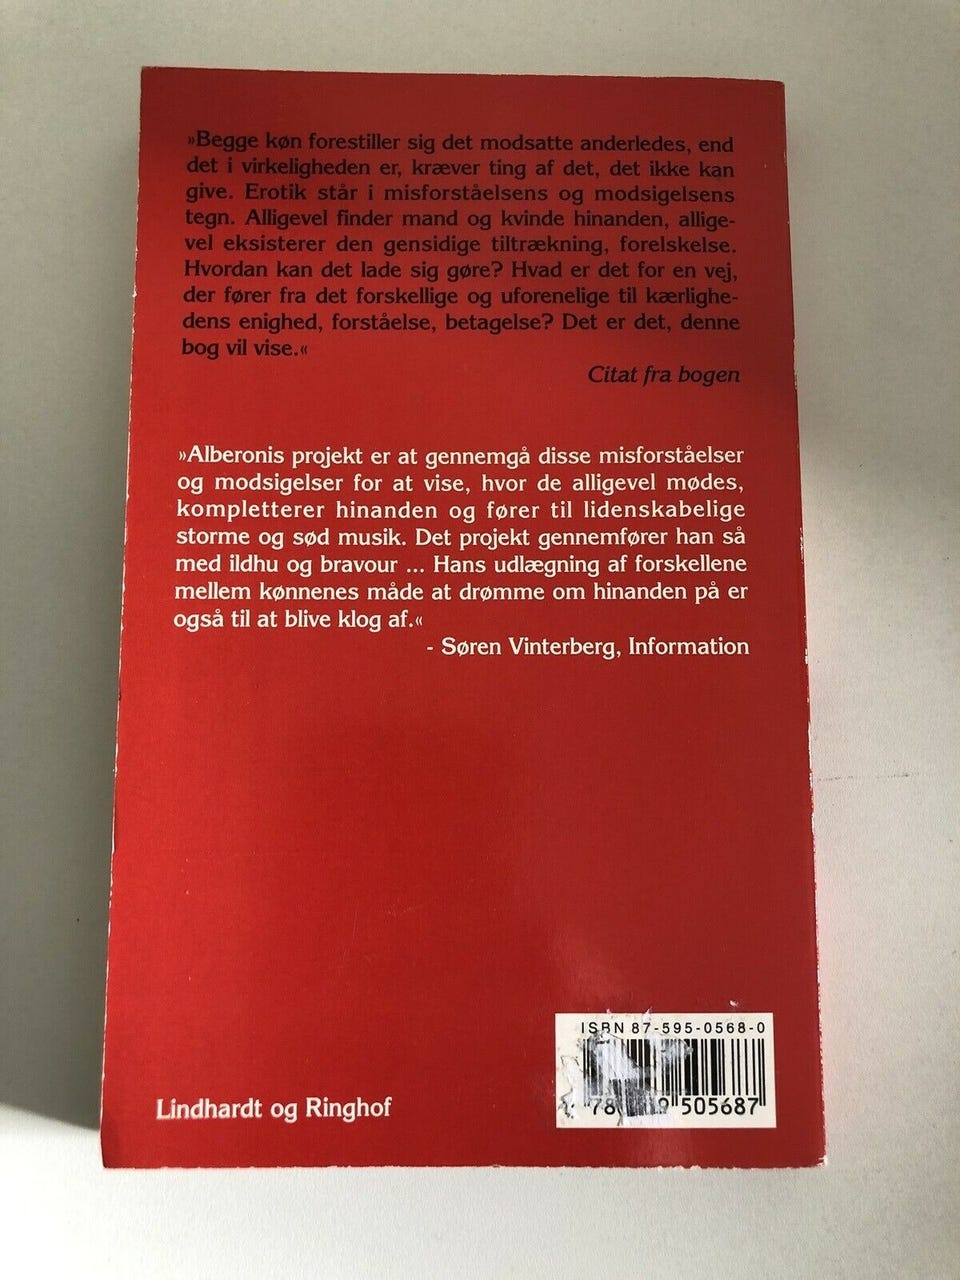 »Begge køn forestiller sig det modsatte anderledes, end
det i virkeligheden er, kræver ting af det, det ikke kan
give. Erotik står i misforståelsens og modsigelsens
tegn. Alligevel finder mand og kvinde hinanden, allige-
vel eksisterer den gensidige tiltrækning, forelskelse.
Hvordan kan det lade sig gøre? Hvad er det for en vej,
der fører fra det forskellige og uforenelige til kærlighe-
dens enighed, forståelse, betagelse? Det er det, denne
bog vil vise.«
Citat fra bogen
»Alberonis projekt er at gennemgå disse misforståelser
og modsigelser for at vise, hvor de alligevel mødes,
kompletterer hinanden og fører til lidenskabelige
storme og sød musik. Det projekt gennemfører han så
med ildhu og bravour ... Hans udlægning af forskellene
mellem kønnenes måde at drømme om hinanden på er
også til at blive klog af.«
- Søren Vinterberg, Information
ISBN 87-595-0568-0
505687
Lindhardt og Ringhof